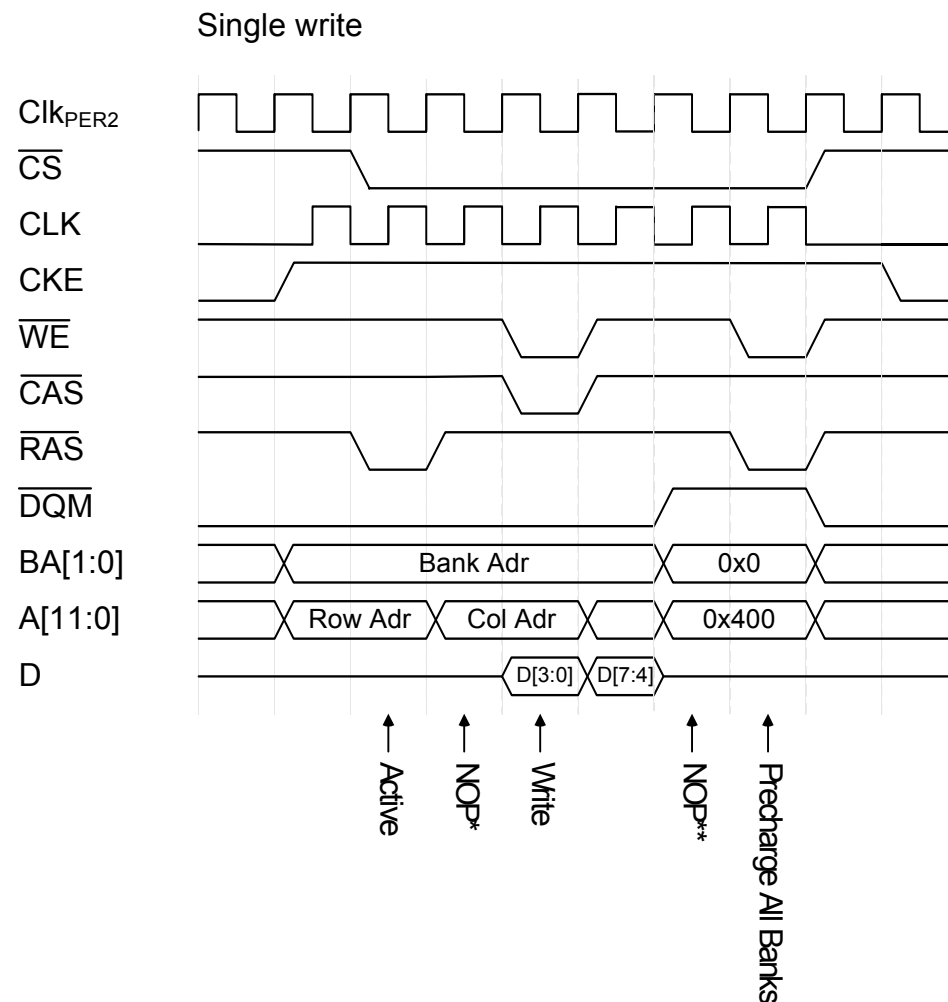 Single write
ClkPER2
CS
CLK
CKE
WE
CAS
RAS
DQM
BA[1:0] Bank Adr 0x0
A[11:0] Row Adr Col Adr 0x400
D D[3:0] D[7:4]
Active
NOP*
Write
NOP**
Precharge All Banks